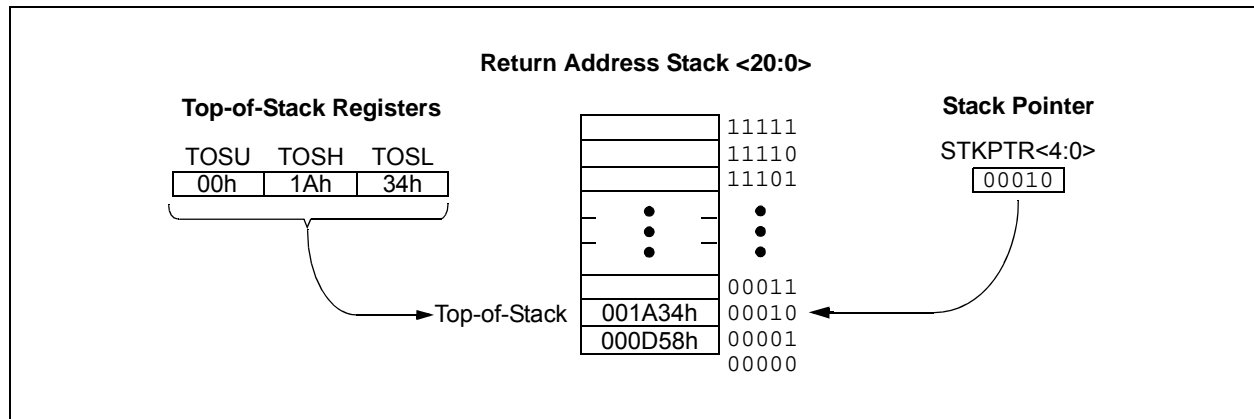 Return Address Stack <20:0>
Top-of-Stack Registers
Stack Pointer
TOSU TOSH TOSL
STKPTR<4:0>
00h 1Ah 34h
00010
11111
11110
11101
00011
Top-of-Stack 001A34h 00010
000D58h 00001
00000